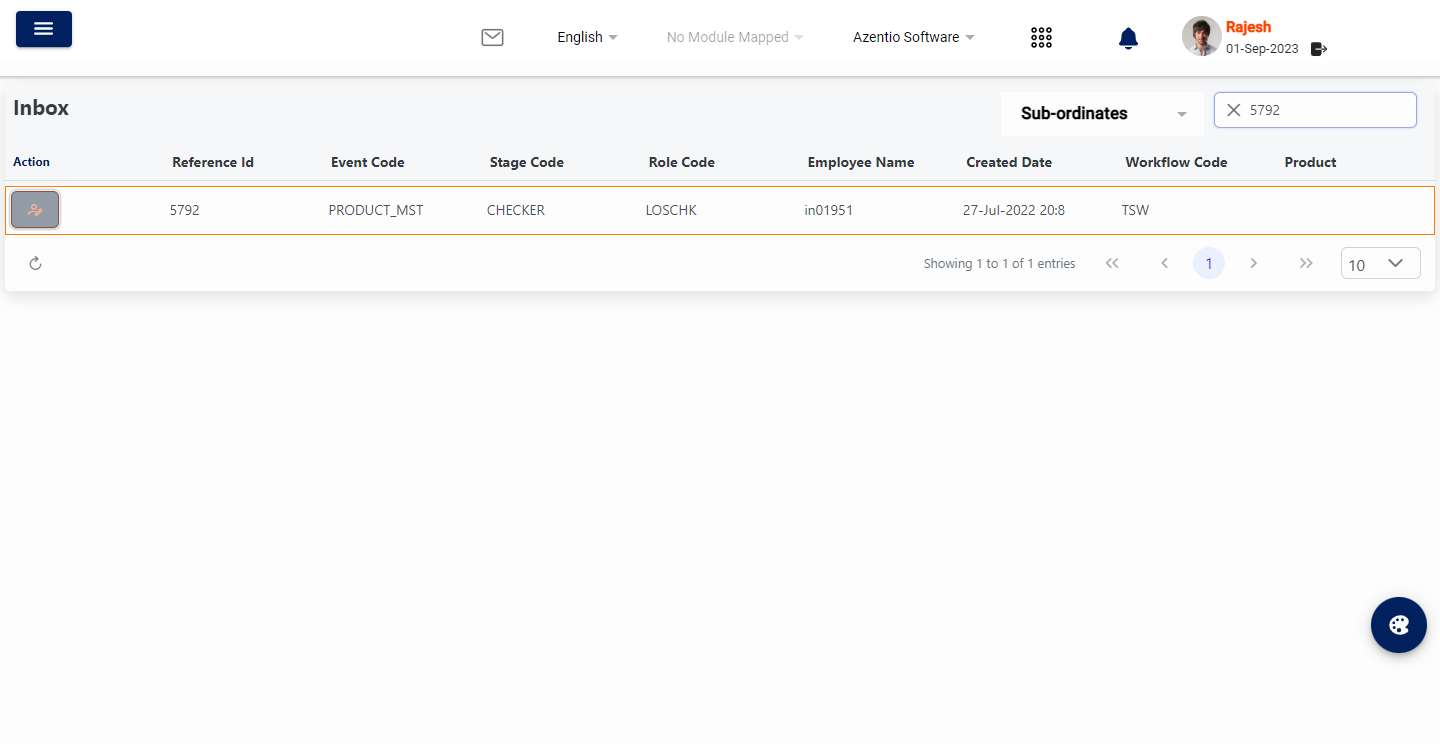 English
No Module Mapped
Azentio Software
Rajesh
01-Sep-2023
Inbox
Sub-ordinates
5792
Action Reference Id Event Code Stage Code Role Code Employee Name Created Date Workflow Code Product
5792 PRODUCT_MST CHECKER LOSCHK in01951 27-Jul-2022 20:8 TSW
Showing 1 to 1 of 1 entries
1
10